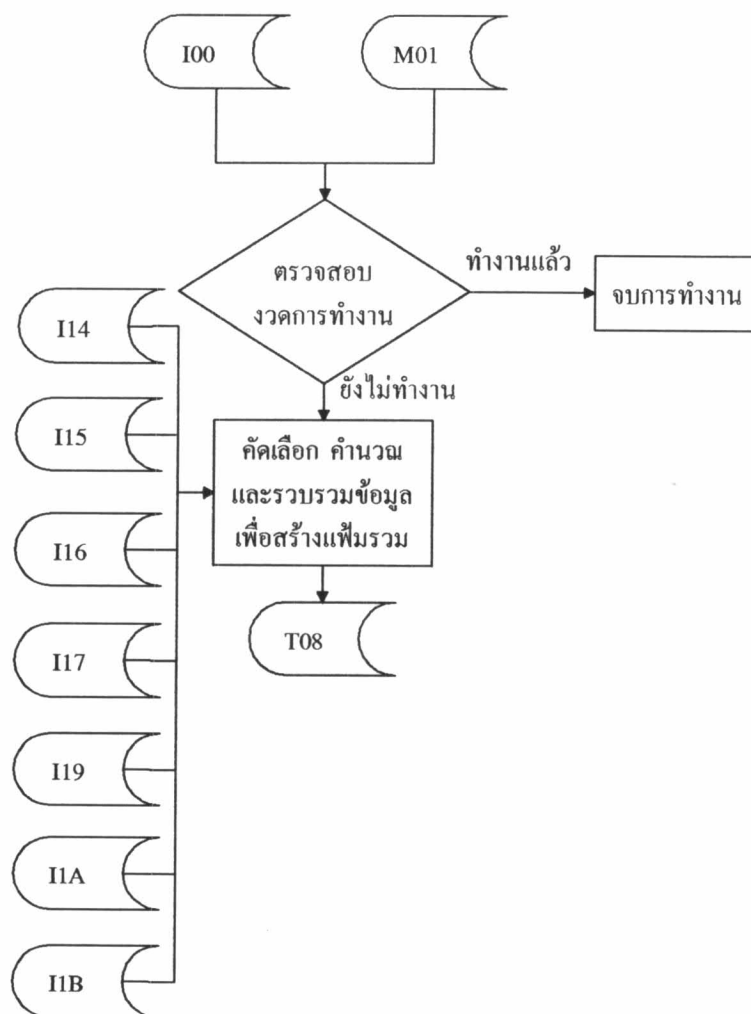 I00
M01
ตรวจสอบ
งวดการทำงาน
ทำงานแล้ว
จบการทำงาน
ยังไม่ทำงาน
คัดเลือก คำนวณ
และรวบรวมข้อมูล
เพื่อสร้างแฟ้มรวม
T08
I14
I15
I16
I17
I19
I1A
I1B